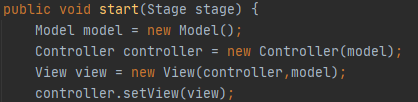 public void start(Stage stage) {
Model model = new Model();
Controller controller = new Controller(model);
View view = new View(controller,model);
controller.setView(view);